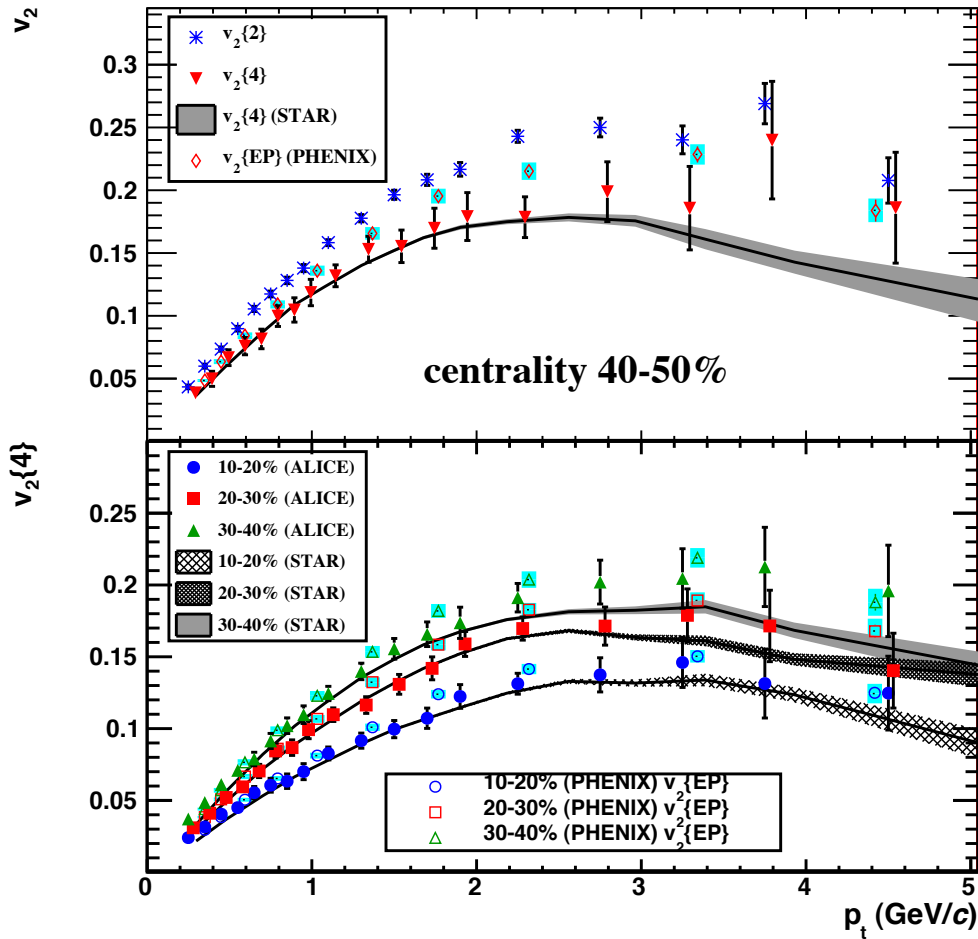 v2
0.3
0.25
0.2
0.15
0.1
0.05
v2{2}
v2{4}
v2{4} (STAR)
v2{EP} (PHENIX)
centrality 40-50%
v2{4}
0.25
0.2
0.15
0.1
0.05
10-20% (ALICE)
20-30% (ALICE)
30-40% (ALICE)
10-20% (STAR)
20-30% (STAR)
30-40% (STAR)
10-20% (PHENIX) v2{EP}
20-30% (PHENIX) v2{EP}
30-40% (PHENIX) v2{EP}
0 1 2 3 4 5
pt (GeV/c)